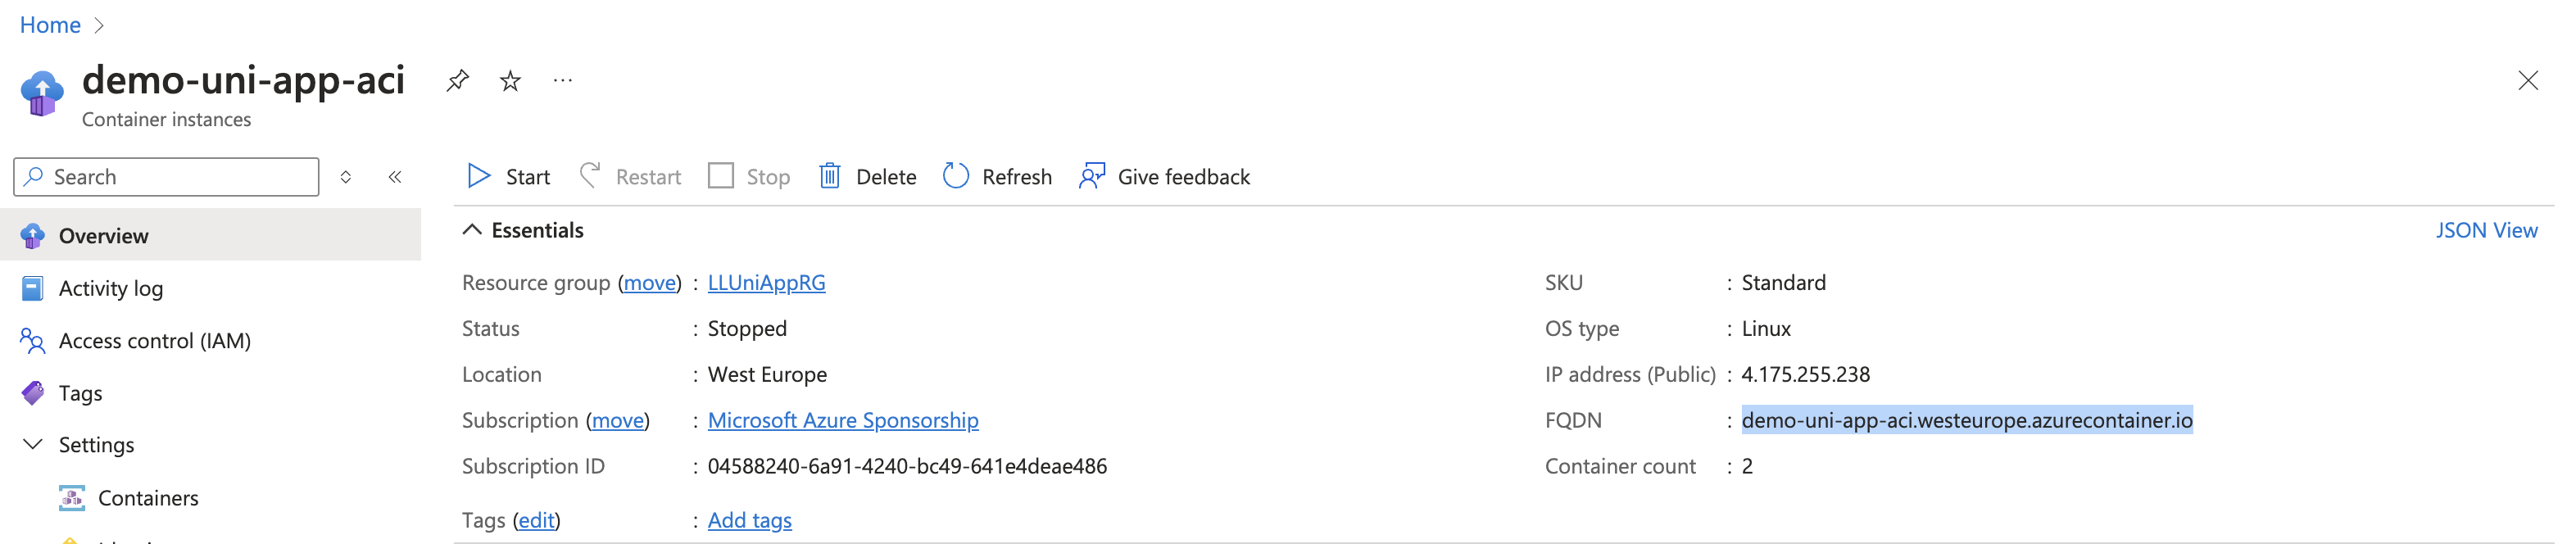 Home
demo-uni-app-aci
Container instances
Search
Start Restart Stop Delete Refresh Give feedback
Overview
Activity log
Access control (IAM)
Tags
Settings
Containers
Essentials JSON View
Resource group (move) : LLUniAppRG
Status : Stopped
Location : West Europe
Subscription (move) : Microsoft Azure Sponsorship
Subscription ID : 04588240-6a91-4240-bc49-641e4deae486
Tags (edit) : Add tags
SKU : Standard
OS type : Linux
IP address (Public) : 4.175.255.238
FQDN : demo-uni-app-aci.westeurope.azurecontainer.io
Container count : 2